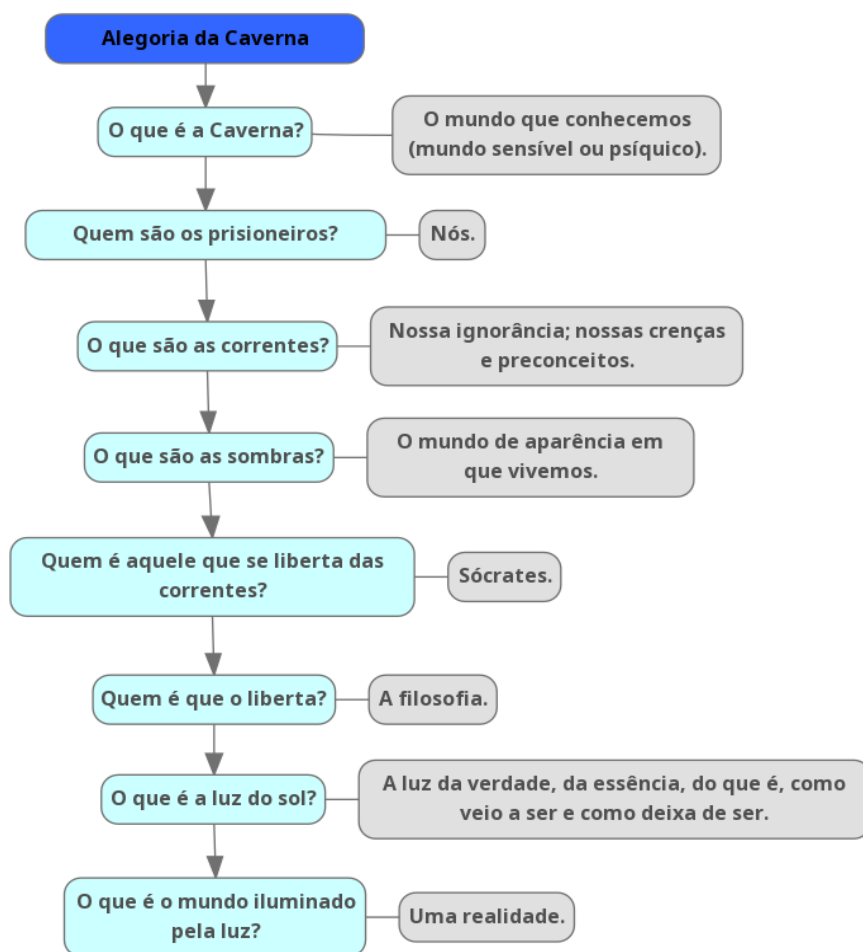 Alegoria da Caverna
O que é a Caverna?
O mundo que conhecemos
(mundo sensível ou psíquico).
Quem são os prisioneiros?
Nós.
O que são as correntes?
Nossa ignorância; nossas crenças
e preconceitos.
O que são as sombras?
O mundo de aparência em
que vivemos.
Quem é aquele que se liberta das
correntes?
Sócrates.
Quem é que o liberta?
A filosofia.
O que é a luz do sol?
A luz da verdade, da essência, do que é, como
veio a ser e como deixa de ser.
O que é o mundo iluminado
pela luz?
Uma realidade.